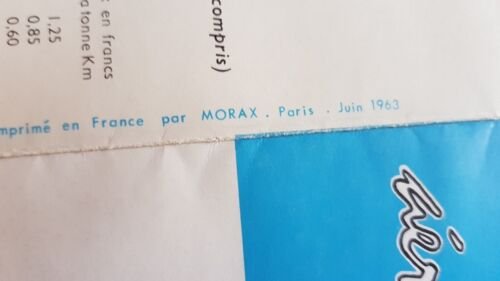 compris)
: en francs
a tonne Km
1,25
0,85
0,60
mprimé en France par MORAX . Paris . Juin 1963